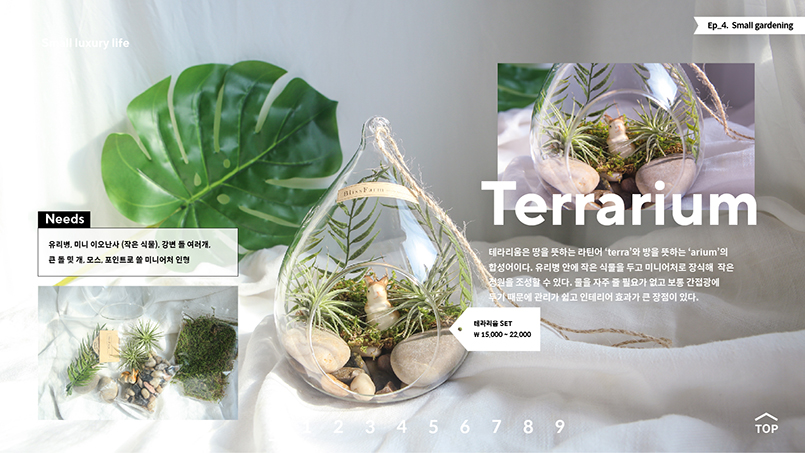 Small luxury life
Ep_4. Small gardening
Terrarium
테라리움은 땅을 뜻하는 라틴어 ‘terra’와 방을 뜻하는 ‘arium’의
합성어이다. 유리병 안에 작은 식물을 두고 미니어처로 장식해 작은
정원을 조성할 수 있다. 물을 자주 줄 필요가 없고 보통 간접광에
두기 때문에 관리가 쉽고 인테리어 효과가 큰 장점이 있다.
Needs
유리병, 미니 이오난사 (작은 식물), 강변 돌 여러개,
큰 돌 몇 개, 모스, 포인트로 쓸 미니어처 인형
BlissFarm
테라리움 SET
₩ 15,000 ~ 22,000
1 2 3 4 5 6 7 8 9
TOP